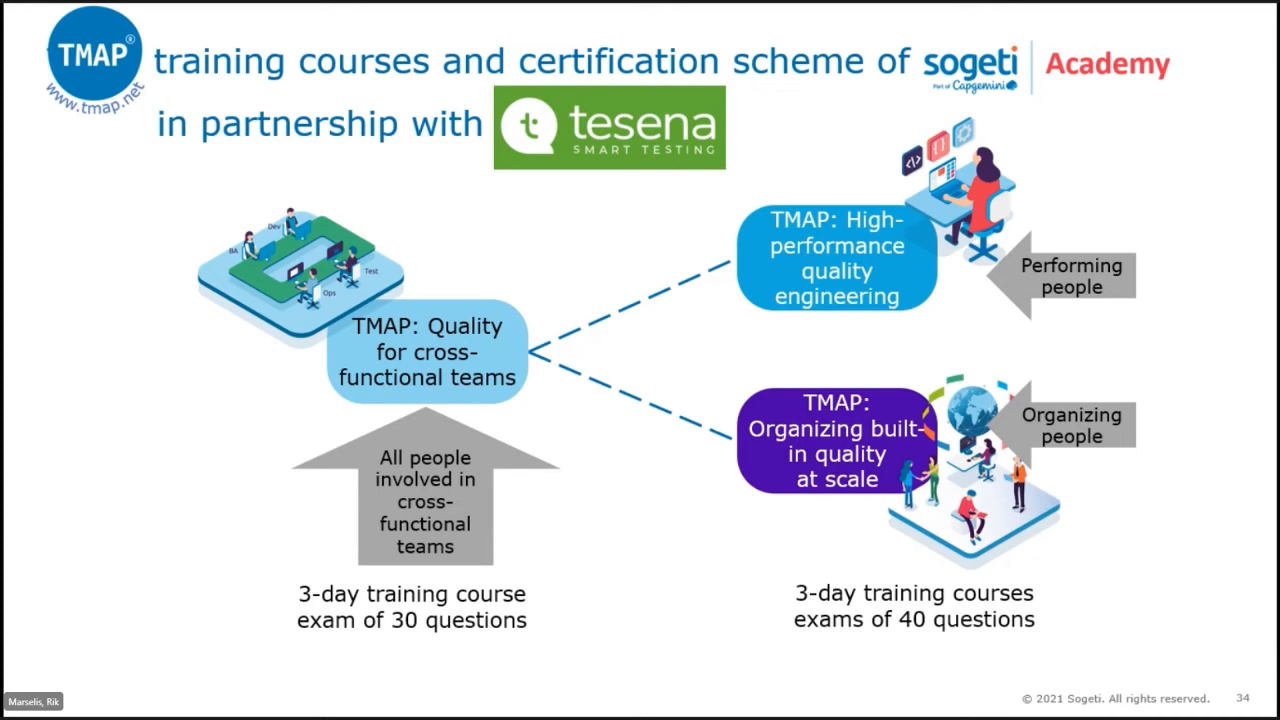 TMAP®
www.tmap.net
training courses and certification scheme of
sogeti
Part of Capgemini
Academy
in partnership with
tesena
SMART TESTING
BA
Dev
Test
Ops
TMAP: Quality
for cross-
functional teams
All people
involved in
cross-
functional
teams
3-day training course
exam of 30 questions
TMAP: High-
performance
quality
engineering
Performing
people
TMAP:
Organizing built-
in quality
at scale
Organizing
people
3-day training courses
exams of 40 questions
Marselis, Rik
© 2021 Sogeti. All rights reserved.
34